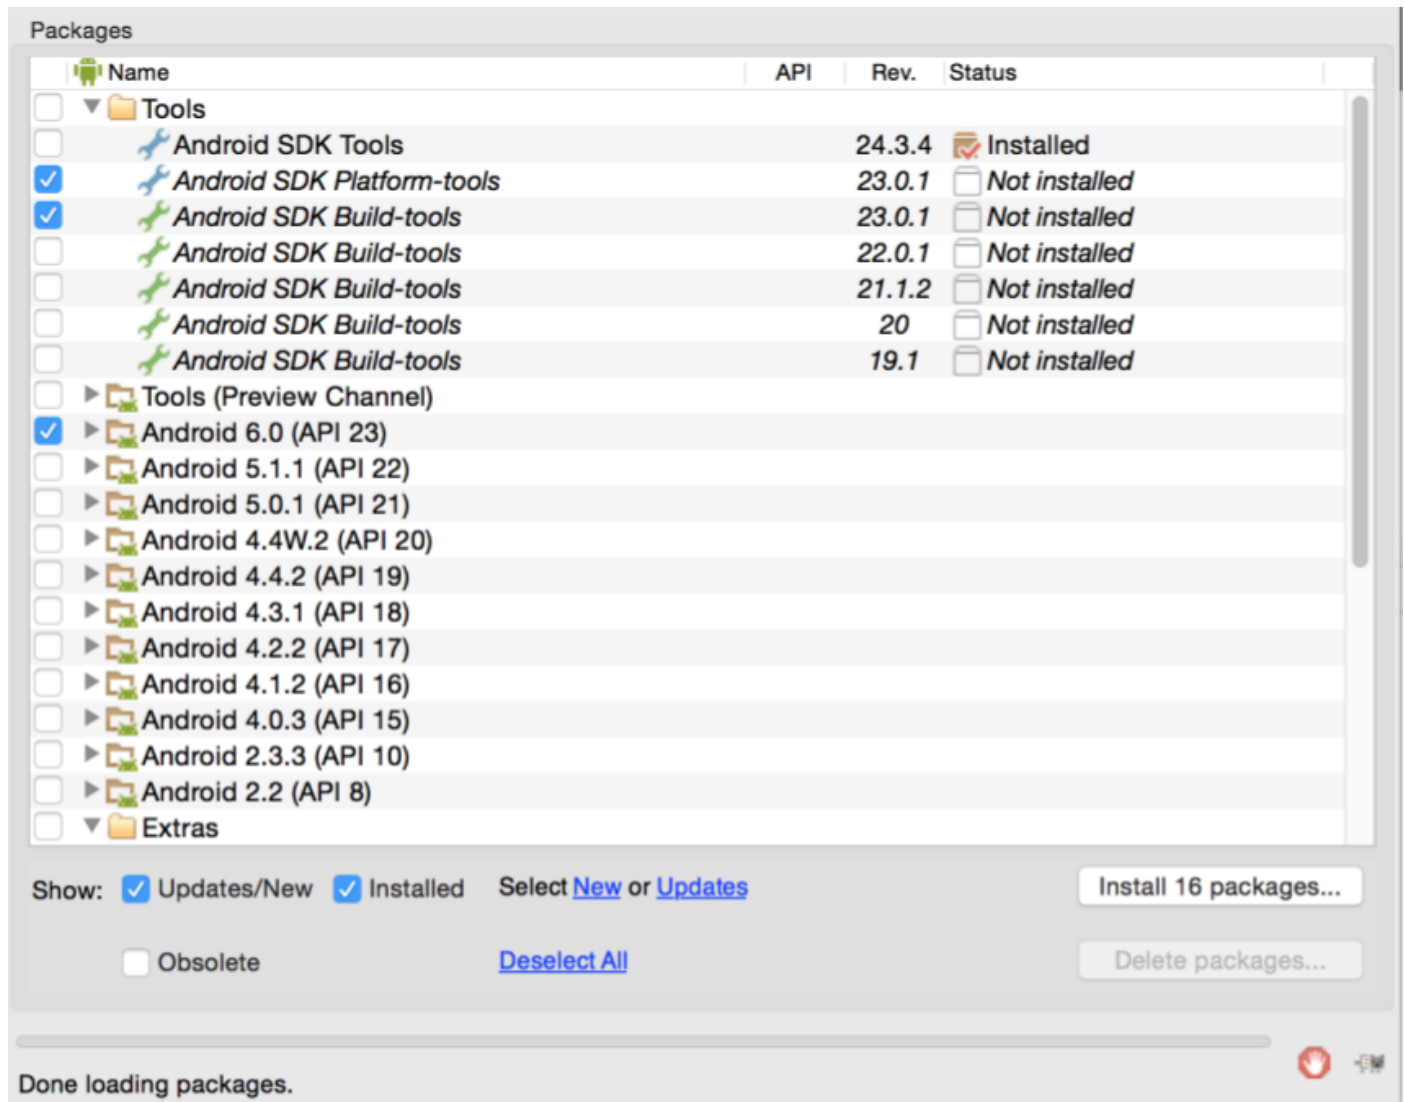 Packages
Name API Rev. Status
Tools
Android SDK Tools 24.3.4 Installed
Android SDK Platform-tools 23.0.1 Not installed
Android SDK Build-tools 23.0.1 Not installed
Android SDK Build-tools 22.0.1 Not installed
Android SDK Build-tools 21.1.2 Not installed
Android SDK Build-tools 20 Not installed
Android SDK Build-tools 19.1 Not installed
Tools (Preview Channel)
Android 6.0 (API 23)
Android 5.1.1 (API 22)
Android 5.0.1 (API 21)
Android 4.4W.2 (API 20)
Android 4.4.2 (API 19)
Android 4.3.1 (API 18)
Android 4.2.2 (API 17)
Android 4.1.2 (API 16)
Android 4.0.3 (API 15)
Android 2.3.3 (API 10)
Android 2.2 (API 8)
Extras
Show: Updates/New Installed Select New or Updates Install 16 packages...
Obsolete Deselect All Delete packages...
Done loading packages.